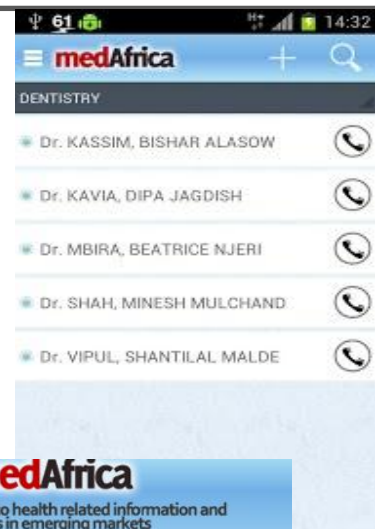 61 14:32
medAfrica
DENTISTRY
Dr. KASSIM, BISHAR ALASOW
Dr. KAVIA, DIPA JAGDISH
Dr. MBIRA, BEATRICE NJERI
Dr. SHAH, MINESH MULCHAND
Dr. VIPUL, SHANTILAL MALDE
edAfrica
o health related information and
s in emerging markets